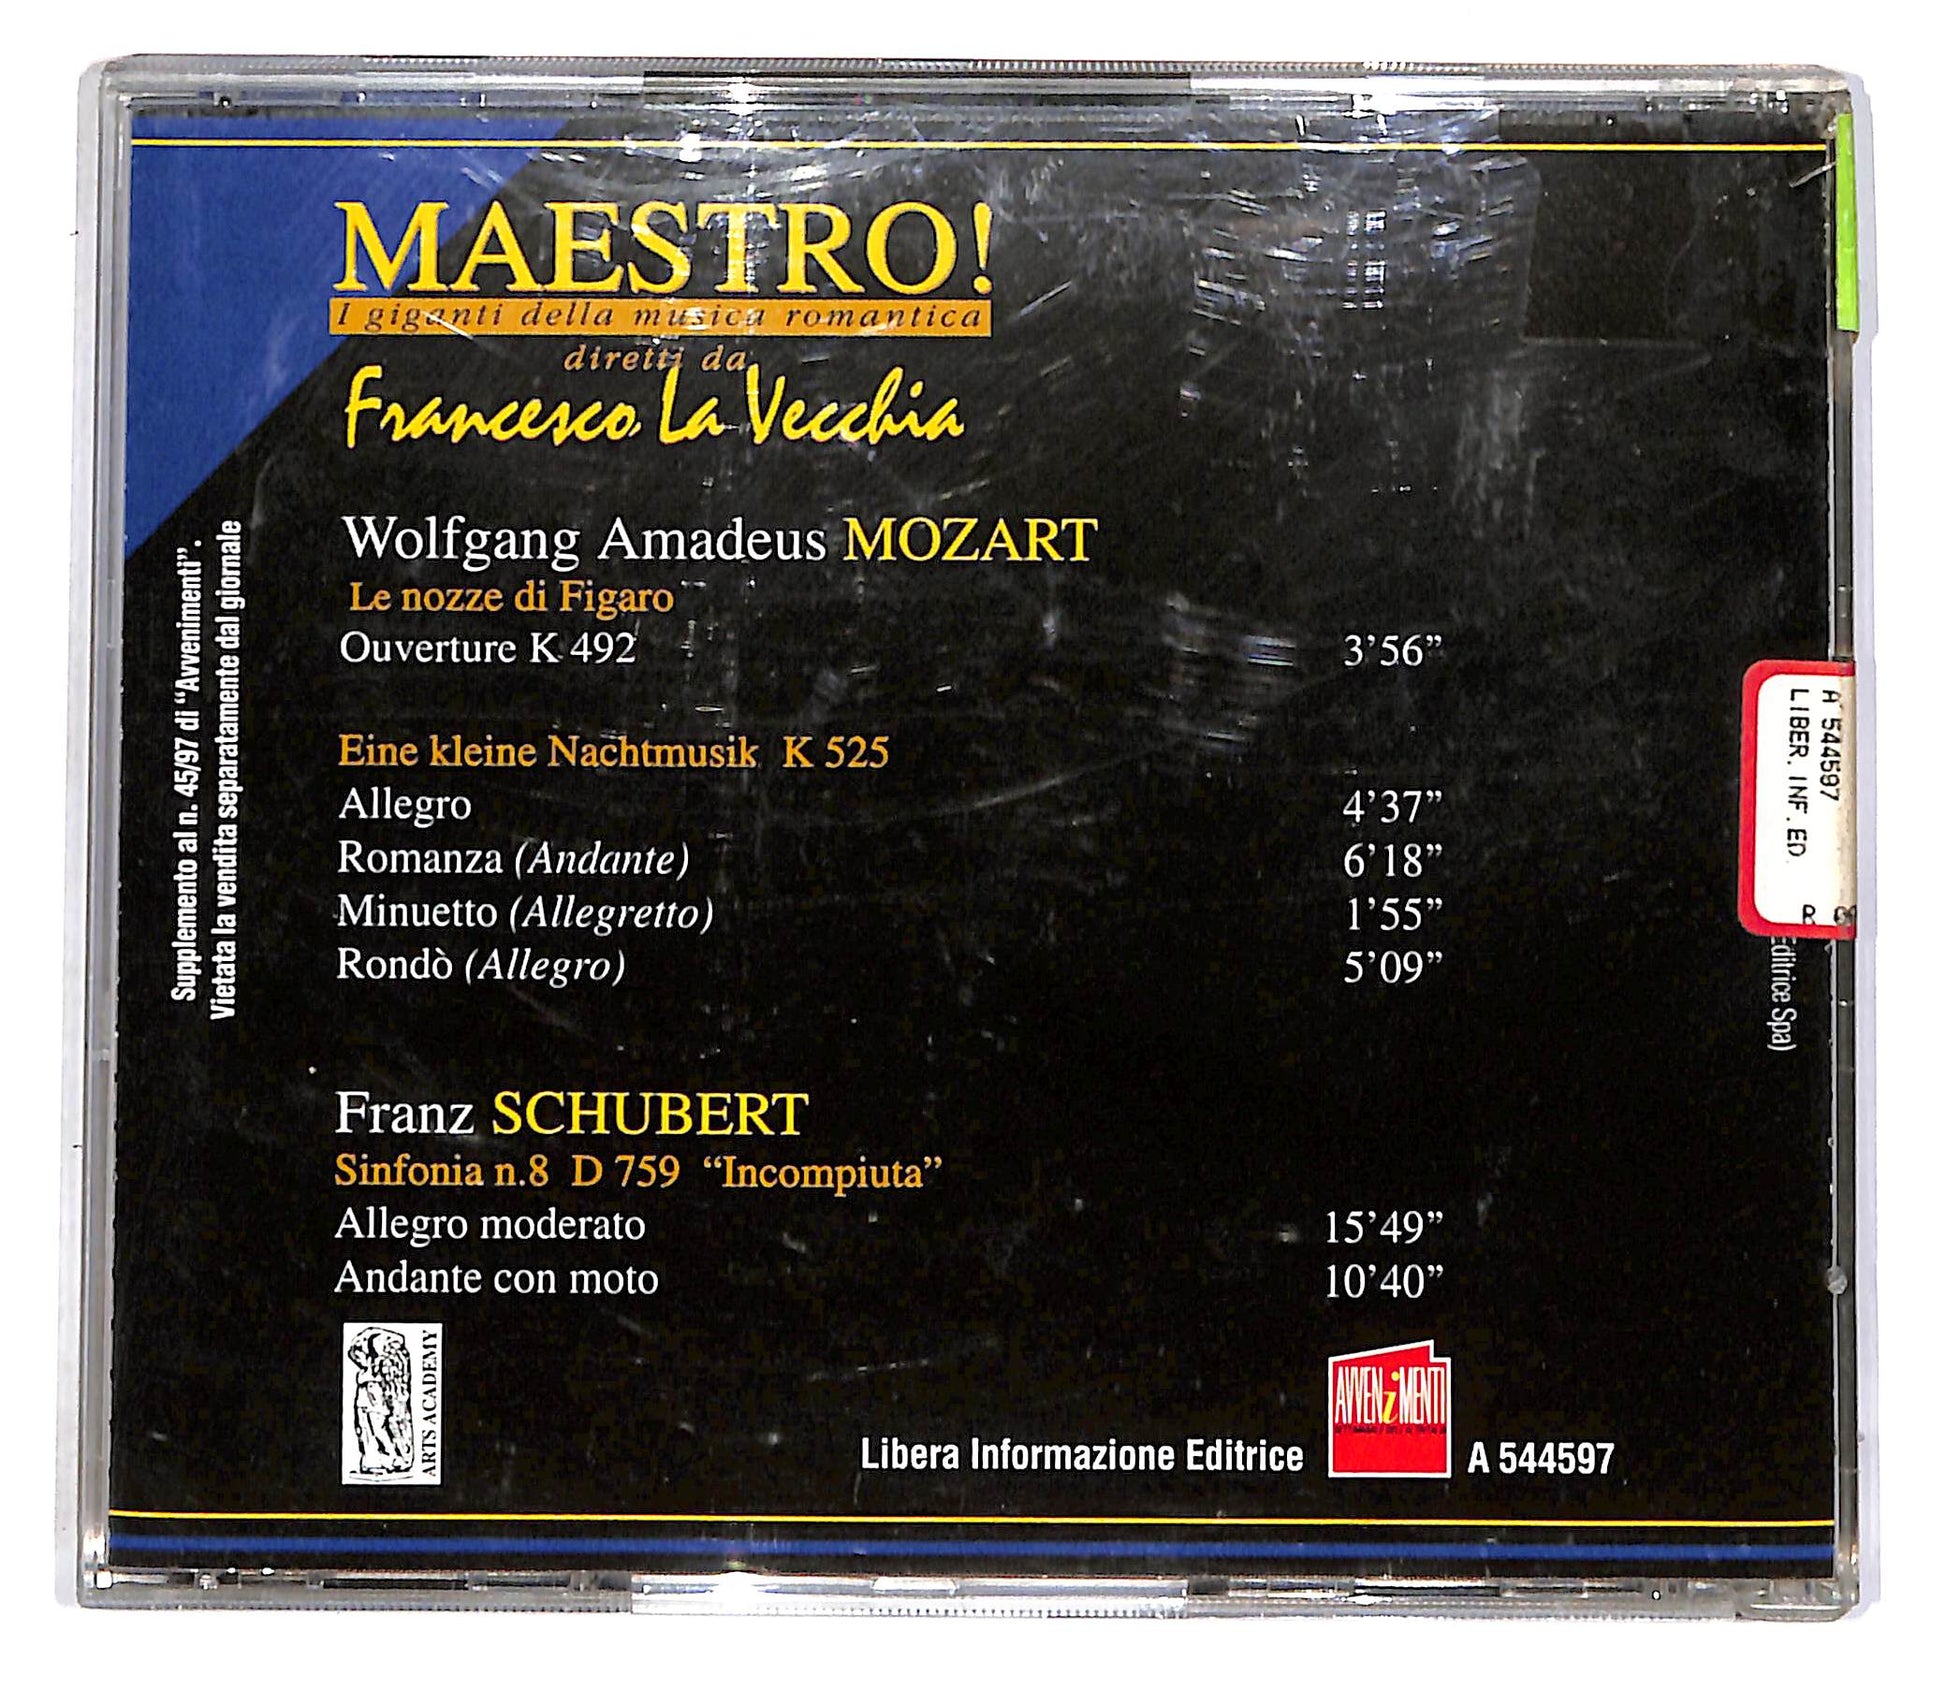 MAESTRO!
I giganti della musica romantica
diretti da
Francesco La Vecchia
Wolfgang Amadeus MOZART
Le nozze di Figaro
Ouverture K 492 3'56”
Eine kleine Nachtmusik K 525
Allegro 4'37”
Romanza (Andante) 6'18”
Minuetto (Allegretto) 1'55”
Rondò (Allegro) 5'09”
Franz SCHUBERT
Sinfonia n.8 D 759 “Incompiuta”
Allegro moderato 15'49”
Andante con moto 10'40”
ARTS ACADEMY
Libera Informazione Editrice
AVVENiMENTI
A 544597
Supplemento al n. 45/97 di “Avvenimenti”.
Vietata la vendita separatamente dal giornale
A 544597
LIBER. INF. ED.
Editrice Spa)